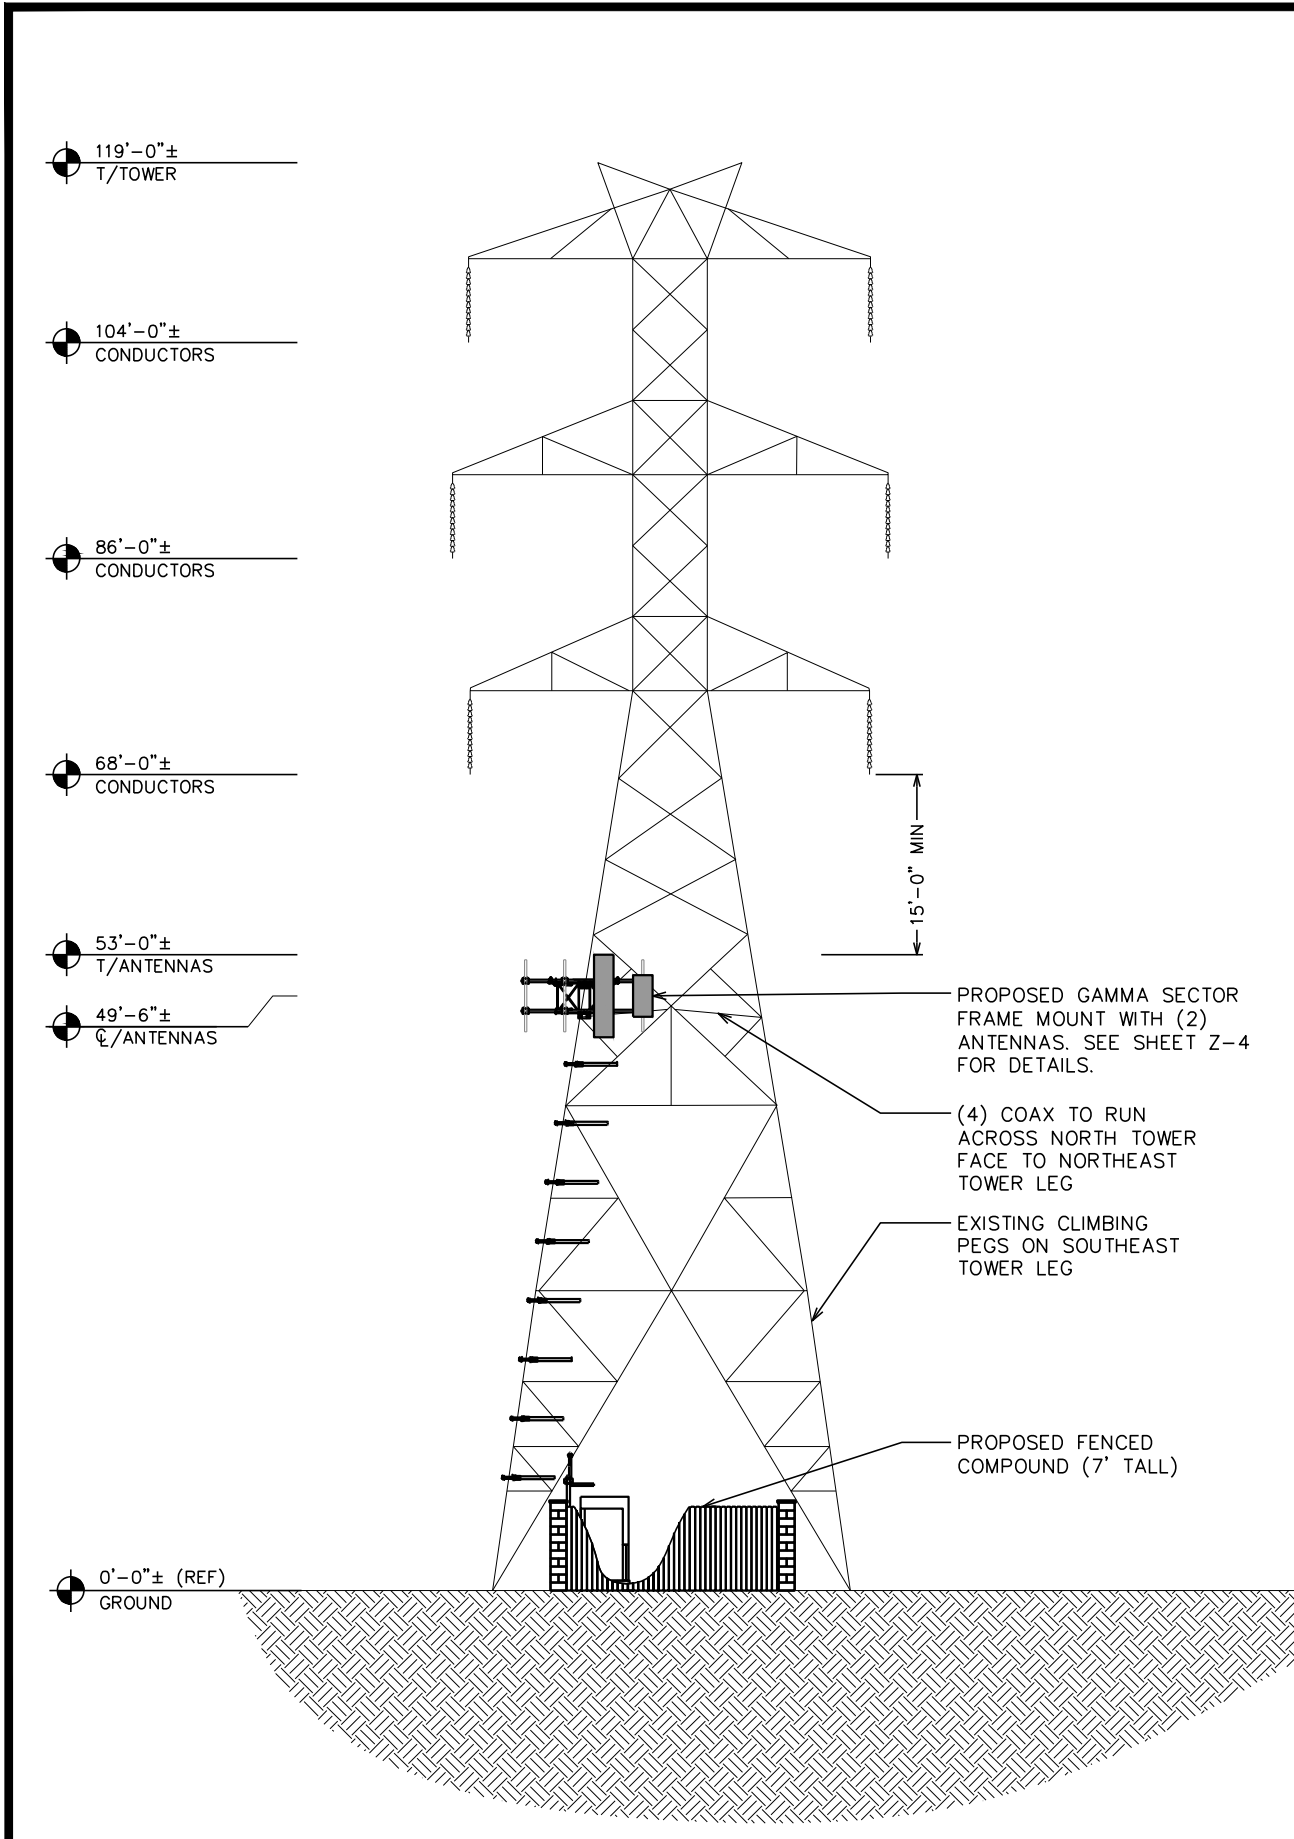 119'-0"±
T/TOWER
104'-0"±
CONDUCTORS
86'-0"±
CONDUCTORS
68'-0"±
CONDUCTORS
15'-0" MIN
53'-0"±
T/ANTENNAS
49'-6"±
℄/ANTENNAS
PROPOSED GAMMA SECTOR
FRAME MOUNT WITH (2)
ANTENNAS. SEE SHEET Z-4
FOR DETAILS.
(4) COAX TO RUN
ACROSS NORTH TOWER
FACE TO NORTHEAST
TOWER LEG
EXISTING CLIMBING
PEGS ON SOUTHEAST
TOWER LEG
PROPOSED FENCED
COMPOUND (7' TALL)
0'-0"± (REF)
GROUND